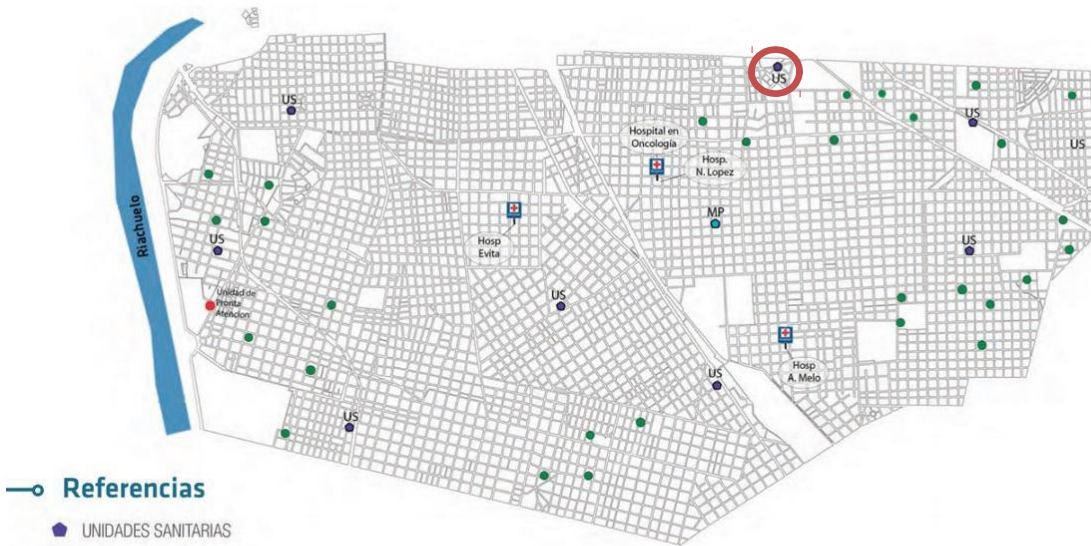 US
US
US
Hospital en
Oncología
Hosp.
N. Lopez
US
MP
Riachuelo
US
Hosp
Evita
US
Unidad de
Pronta
Atencion
US
Hosp
A. Melo
US
US
Referencias
UNIDADES SANITARIAS